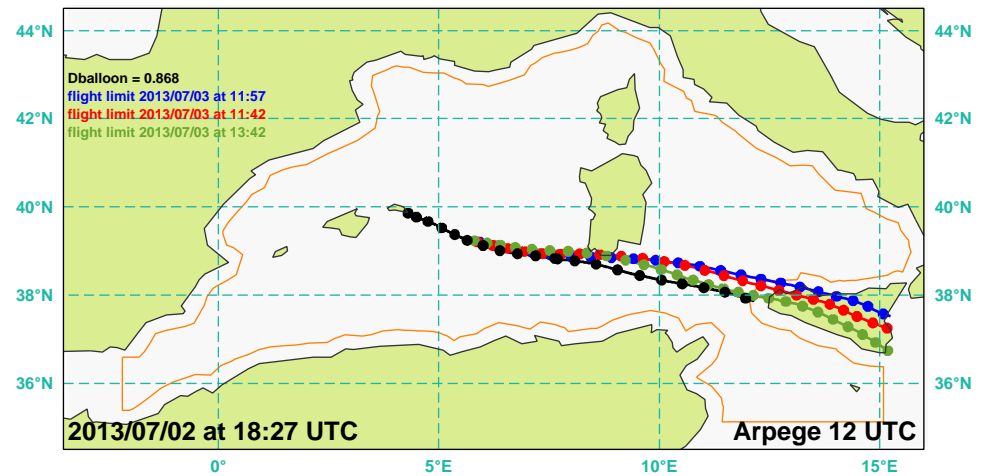 44°N 44°N
Dballoon = 0.868
flight limit 2013/07/03 at 11:57
flight limit 2013/07/03 at 11:42
42°N 42°N
flight limit 2013/07/03 at 13:42
40°N 40°N
38°N 38°N
36°N 36°N
2013/07/02 at 18:27 UTC Arpege 12 UTC
0° 5°E 10°E 15°E